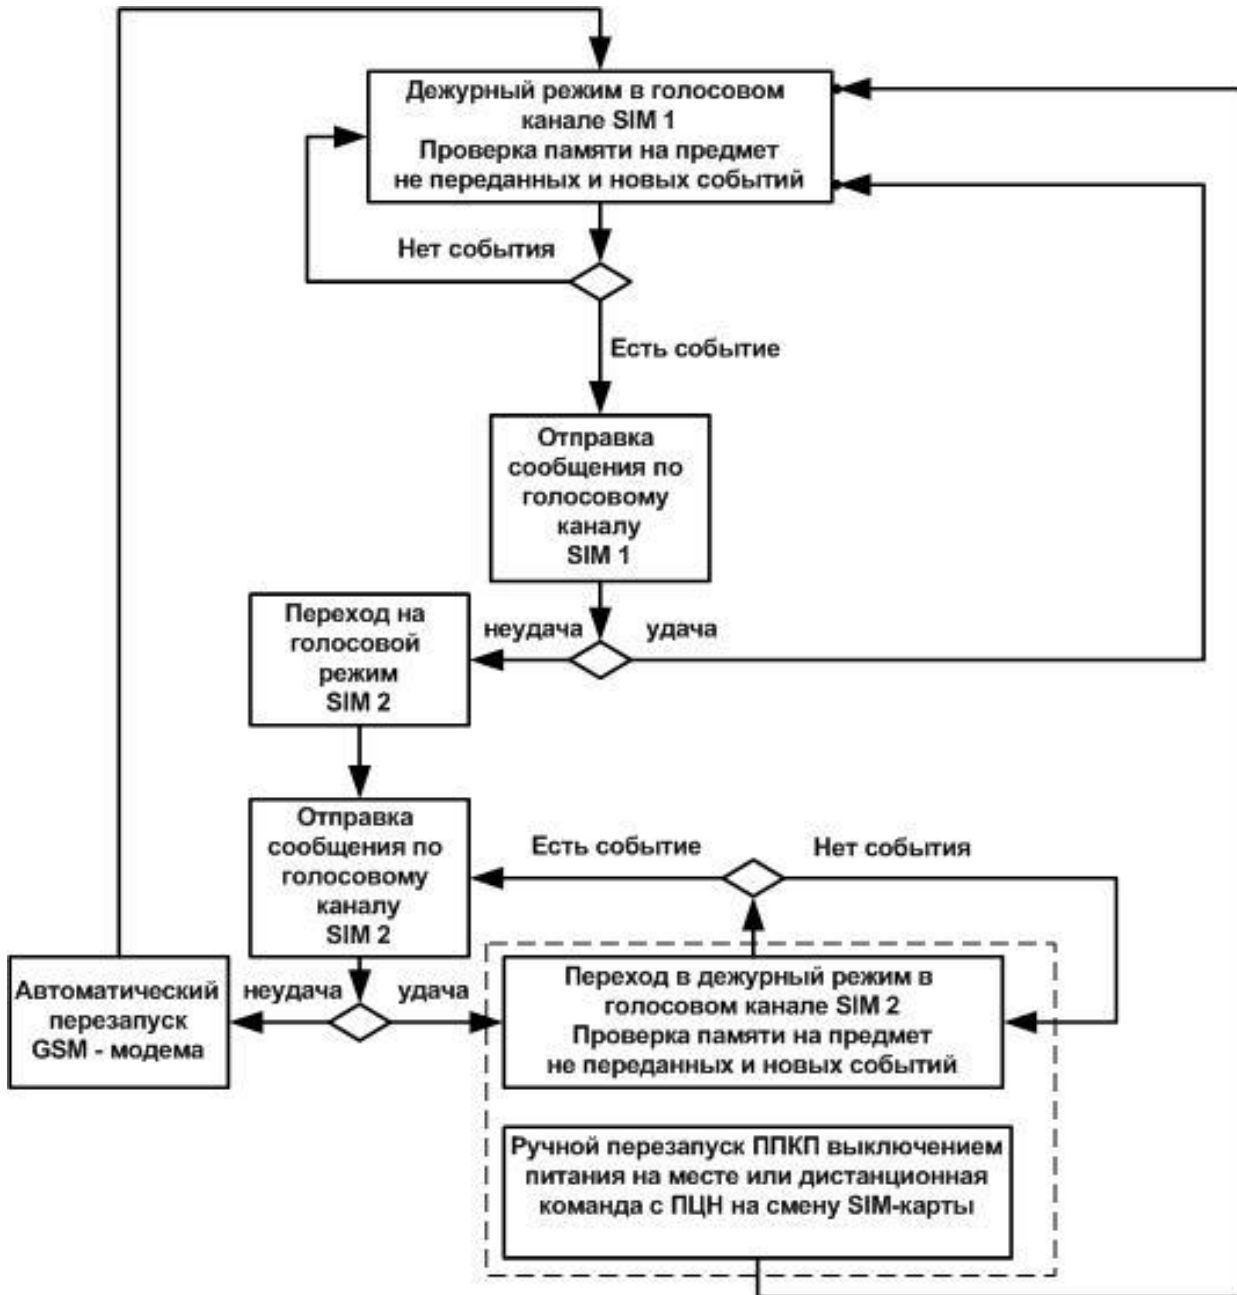 Дежурный режим в голосовом
канале SIM 1
Проверка памяти на предмет
не переданных и новых событий
Нет события
Есть событие
Отправка
сообщения по
голосовому
каналу
SIM 1
неудача
удача
Переход на
голосовой
режим
SIM 2
Отправка
сообщения по
голосовому
каналу
SIM 2
Есть событие
Нет события
неудача
удача
Автоматический
перезапуск
GSM - модема
Переход в дежурный режим в
голосовом канале SIM 2
Проверка памяти на предмет
не переданных и новых событий
Ручной перезапуск ППКП выключением
питания на месте или дистанционная
команда с ПЦН на смену SIM-карты